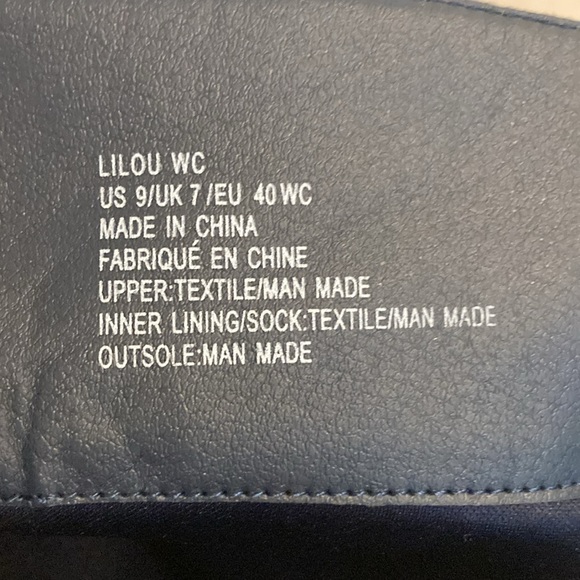 LILOU WC
US 9/UK 7/EU 40 WC
MADE IN CHINA
FABRIQUÉ EN CHINE
UPPER:TEXTILE/MAN MADE
INNER LINING/SOCK:TEXTILE/MAN MADE
OUTSOLE:MAN MADE